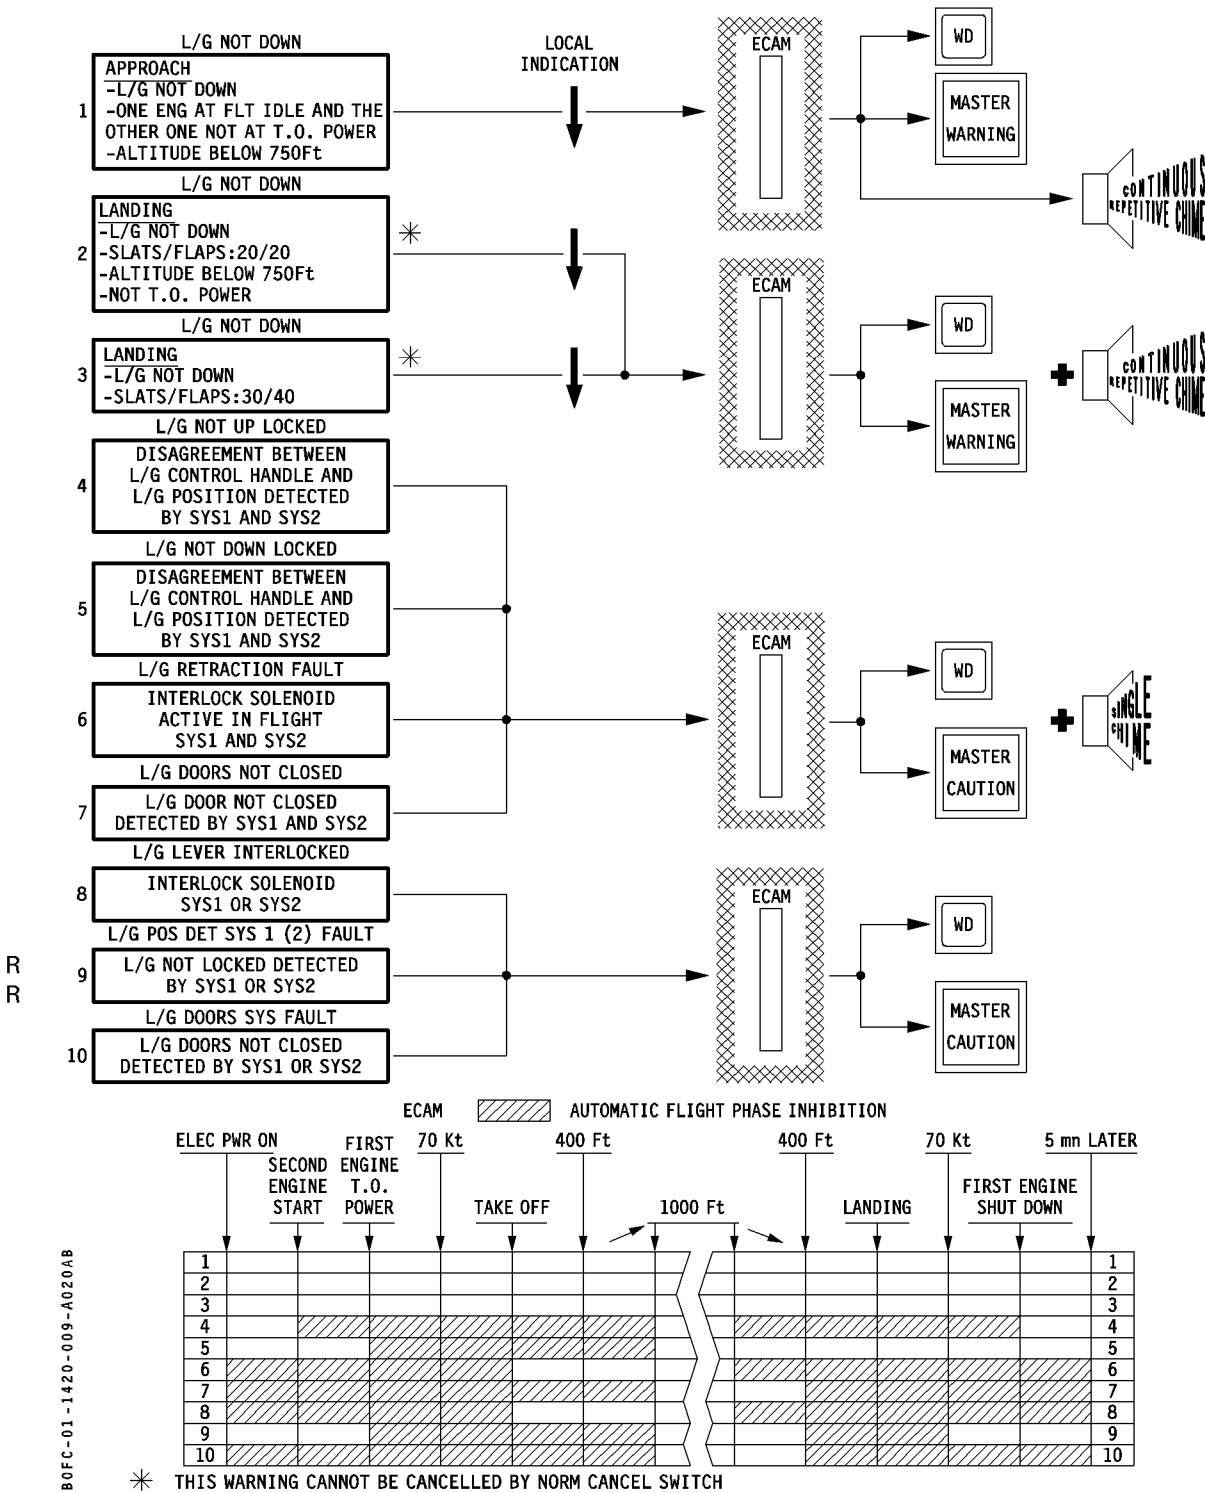 L/G NOT DOWN
LOCAL
INDICATION
1
APPROACH
-L/G NOT DOWN
-ONE ENG AT FLT IDLE AND THE
OTHER ONE NOT AT T.O. POWER
-ALTITUDE BELOW 750Ft
ECAM
WD
MASTER
WARNING
CONTINUOUS
REPETITIVE CHIME
L/G NOT DOWN
2
LANDING
-L/G NOT DOWN
-SLATS/FLAPS:20/20
-ALTITUDE BELOW 750Ft
-NOT T.O. POWER
L/G NOT DOWN
3
LANDING
-L/G NOT DOWN
-SLATS/FLAPS:30/40
ECAM
WD
MASTER
WARNING
CONTINUOUS
REPETITIVE CHIME
L/G NOT UP LOCKED
4
DISAGREEMENT BETWEEN
L/G CONTROL HANDLE AND
L/G POSITION DETECTED
BY SYS1 AND SYS2
L/G NOT DOWN LOCKED
5
DISAGREEMENT BETWEEN
L/G CONTROL HANDLE AND
L/G POSITION DETECTED
BY SYS1 AND SYS2
L/G RETRACTION FAULT
6
INTERLOCK SOLENOID
ACTIVE IN FLIGHT
SYS1 AND SYS2
L/G DOORS NOT CLOSED
7
L/G DOOR NOT CLOSED
DETECTED BY SYS1 AND SYS2
ECAM
WD
MASTER
CAUTION
SINGLE
CHIME
L/G LEVER INTERLOCKED
8
INTERLOCK SOLENOID
SYS1 OR SYS2
L/G POS DET SYS 1 (2) FAULT
R
R
9
L/G NOT LOCKED DETECTED
BY SYS1 OR SYS2
L/G DOORS SYS FAULT
10
L/G DOORS NOT CLOSED
DETECTED BY SYS1 OR SYS2
ECAM
WD
MASTER
CAUTION
ECAM AUTOMATIC FLIGHT PHASE INHIBITION
ELEC PWR ON
SECOND
ENGINE
START
FIRST
ENGINE
T.O.
POWER
70 Kt
TAKE OFF
400 Ft
1000 Ft
400 Ft
LANDING
70 Kt
FIRST ENGINE
SHUT DOWN
5 mn LATER
1 1
2 2
3 3
4 4
5 5
6 6
7 7
8 8
9 9
10 10
✳ THIS WARNING CANNOT BE CANCELLED BY NORM CANCEL SWITCH
B0FC-01-1420-009-A020AB